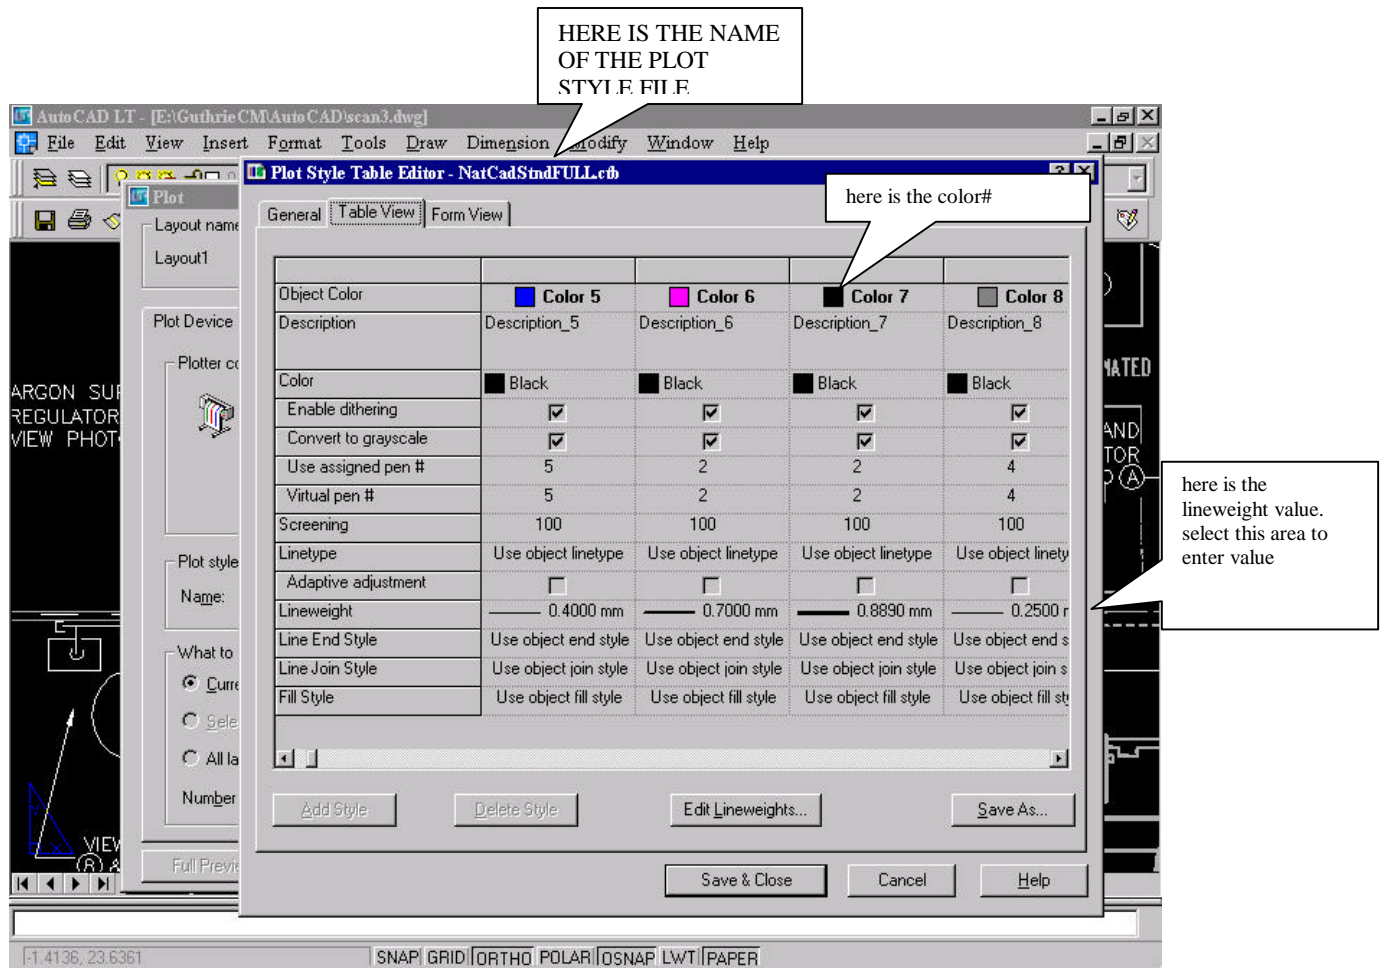 HERE IS THE NAME
OF THE PLOT
STYLE FILE
AutoCAD LT - [E:\GuthrieCM\AutoCAD\scan3.dwg]
File Edit View Insert Format Tools Draw Dimension Modify Window Help
Plot Style Table Editor - NatCadStndFULL.ctb
here is the color#
Plot
General Table View Form View
Layout name
Layout1
Object Color Color 5 Color 6 Color 7 Color 8
Plot Device
Description Description_5 Description_6 Description_7 Description_8
Plotter co
MATED
Color Black Black Black Black
ARGON SUP
REGULATOR
VIEW PHOT
Enable dithering
Convert to grayscale
AND
TOR
A
Use assigned pen # 5 2 2 4
Virtual pen # 5 2 2 4
Screening 100 100 100 100
here is the
lineweight value.
select this area to
enter value
Linetype Use object linetype Use object linetype Use object linetype Use object linety
Plot style
Adaptive adjustment
Name:
Lineweight 0.4000 mm 0.7000 mm 0.8890 mm 0.2500 r
Line End Style Use object end style Use object end style Use object end style Use object end s
What to
Line Join Style Use object join style Use object join style Use object join style Use object join s
Curre
Fill Style Use object fill style Use object fill style Use object fill style Use object fill sty
Sele
All la
Number
Add Style Delete Style Edit Lineweights... Save As...
VIEW
(B) &
X
Full Previe
Save & Close Cancel Help
-1.4136, 23.6361
SNAP GRID ORTHO POLAR OSNAP LWT PAPER